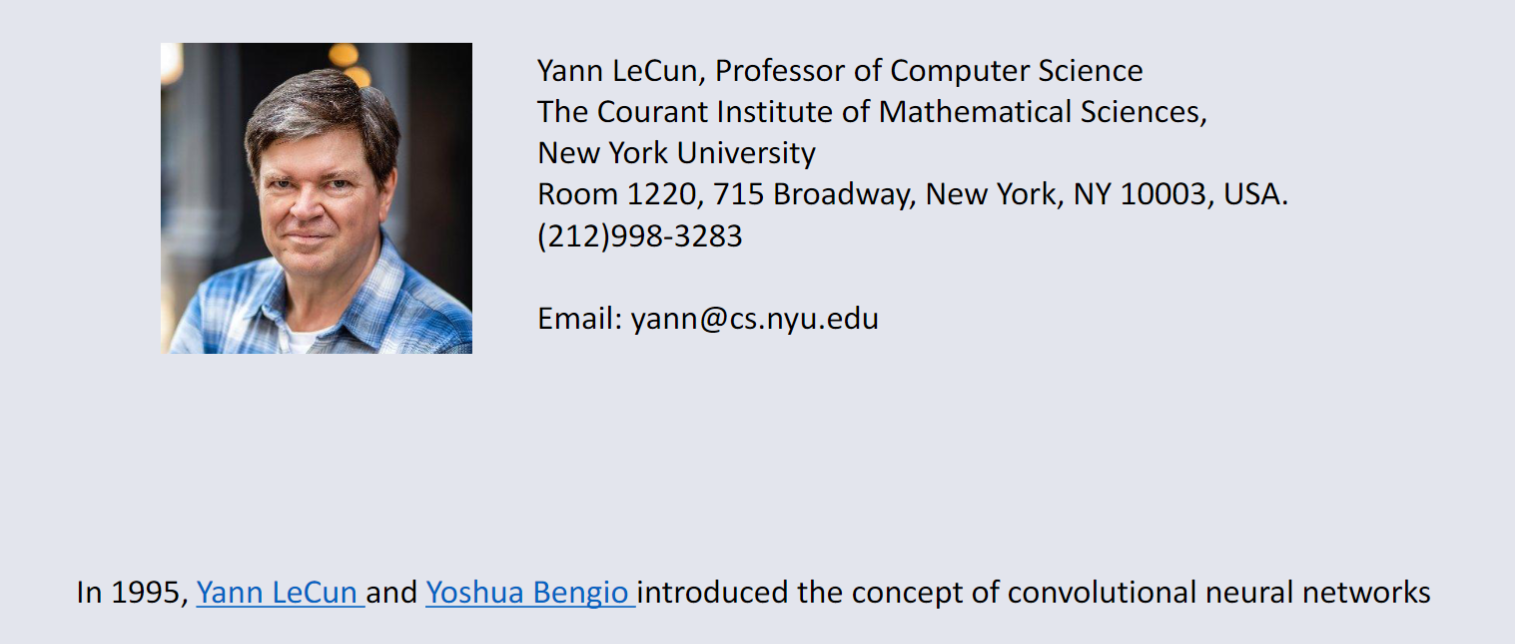 Yann LeCun, Professor of Computer Science
The Courant Institute of Mathematical Sciences,
New York University
Room 1220, 715 Broadway, New York, NY 10003, USA.
(212)998-3283
Email: yann@cs.nyu.edu
In 1995, Yann LeCun and Yoshua Bengio introduced the concept of convolutional neural networks